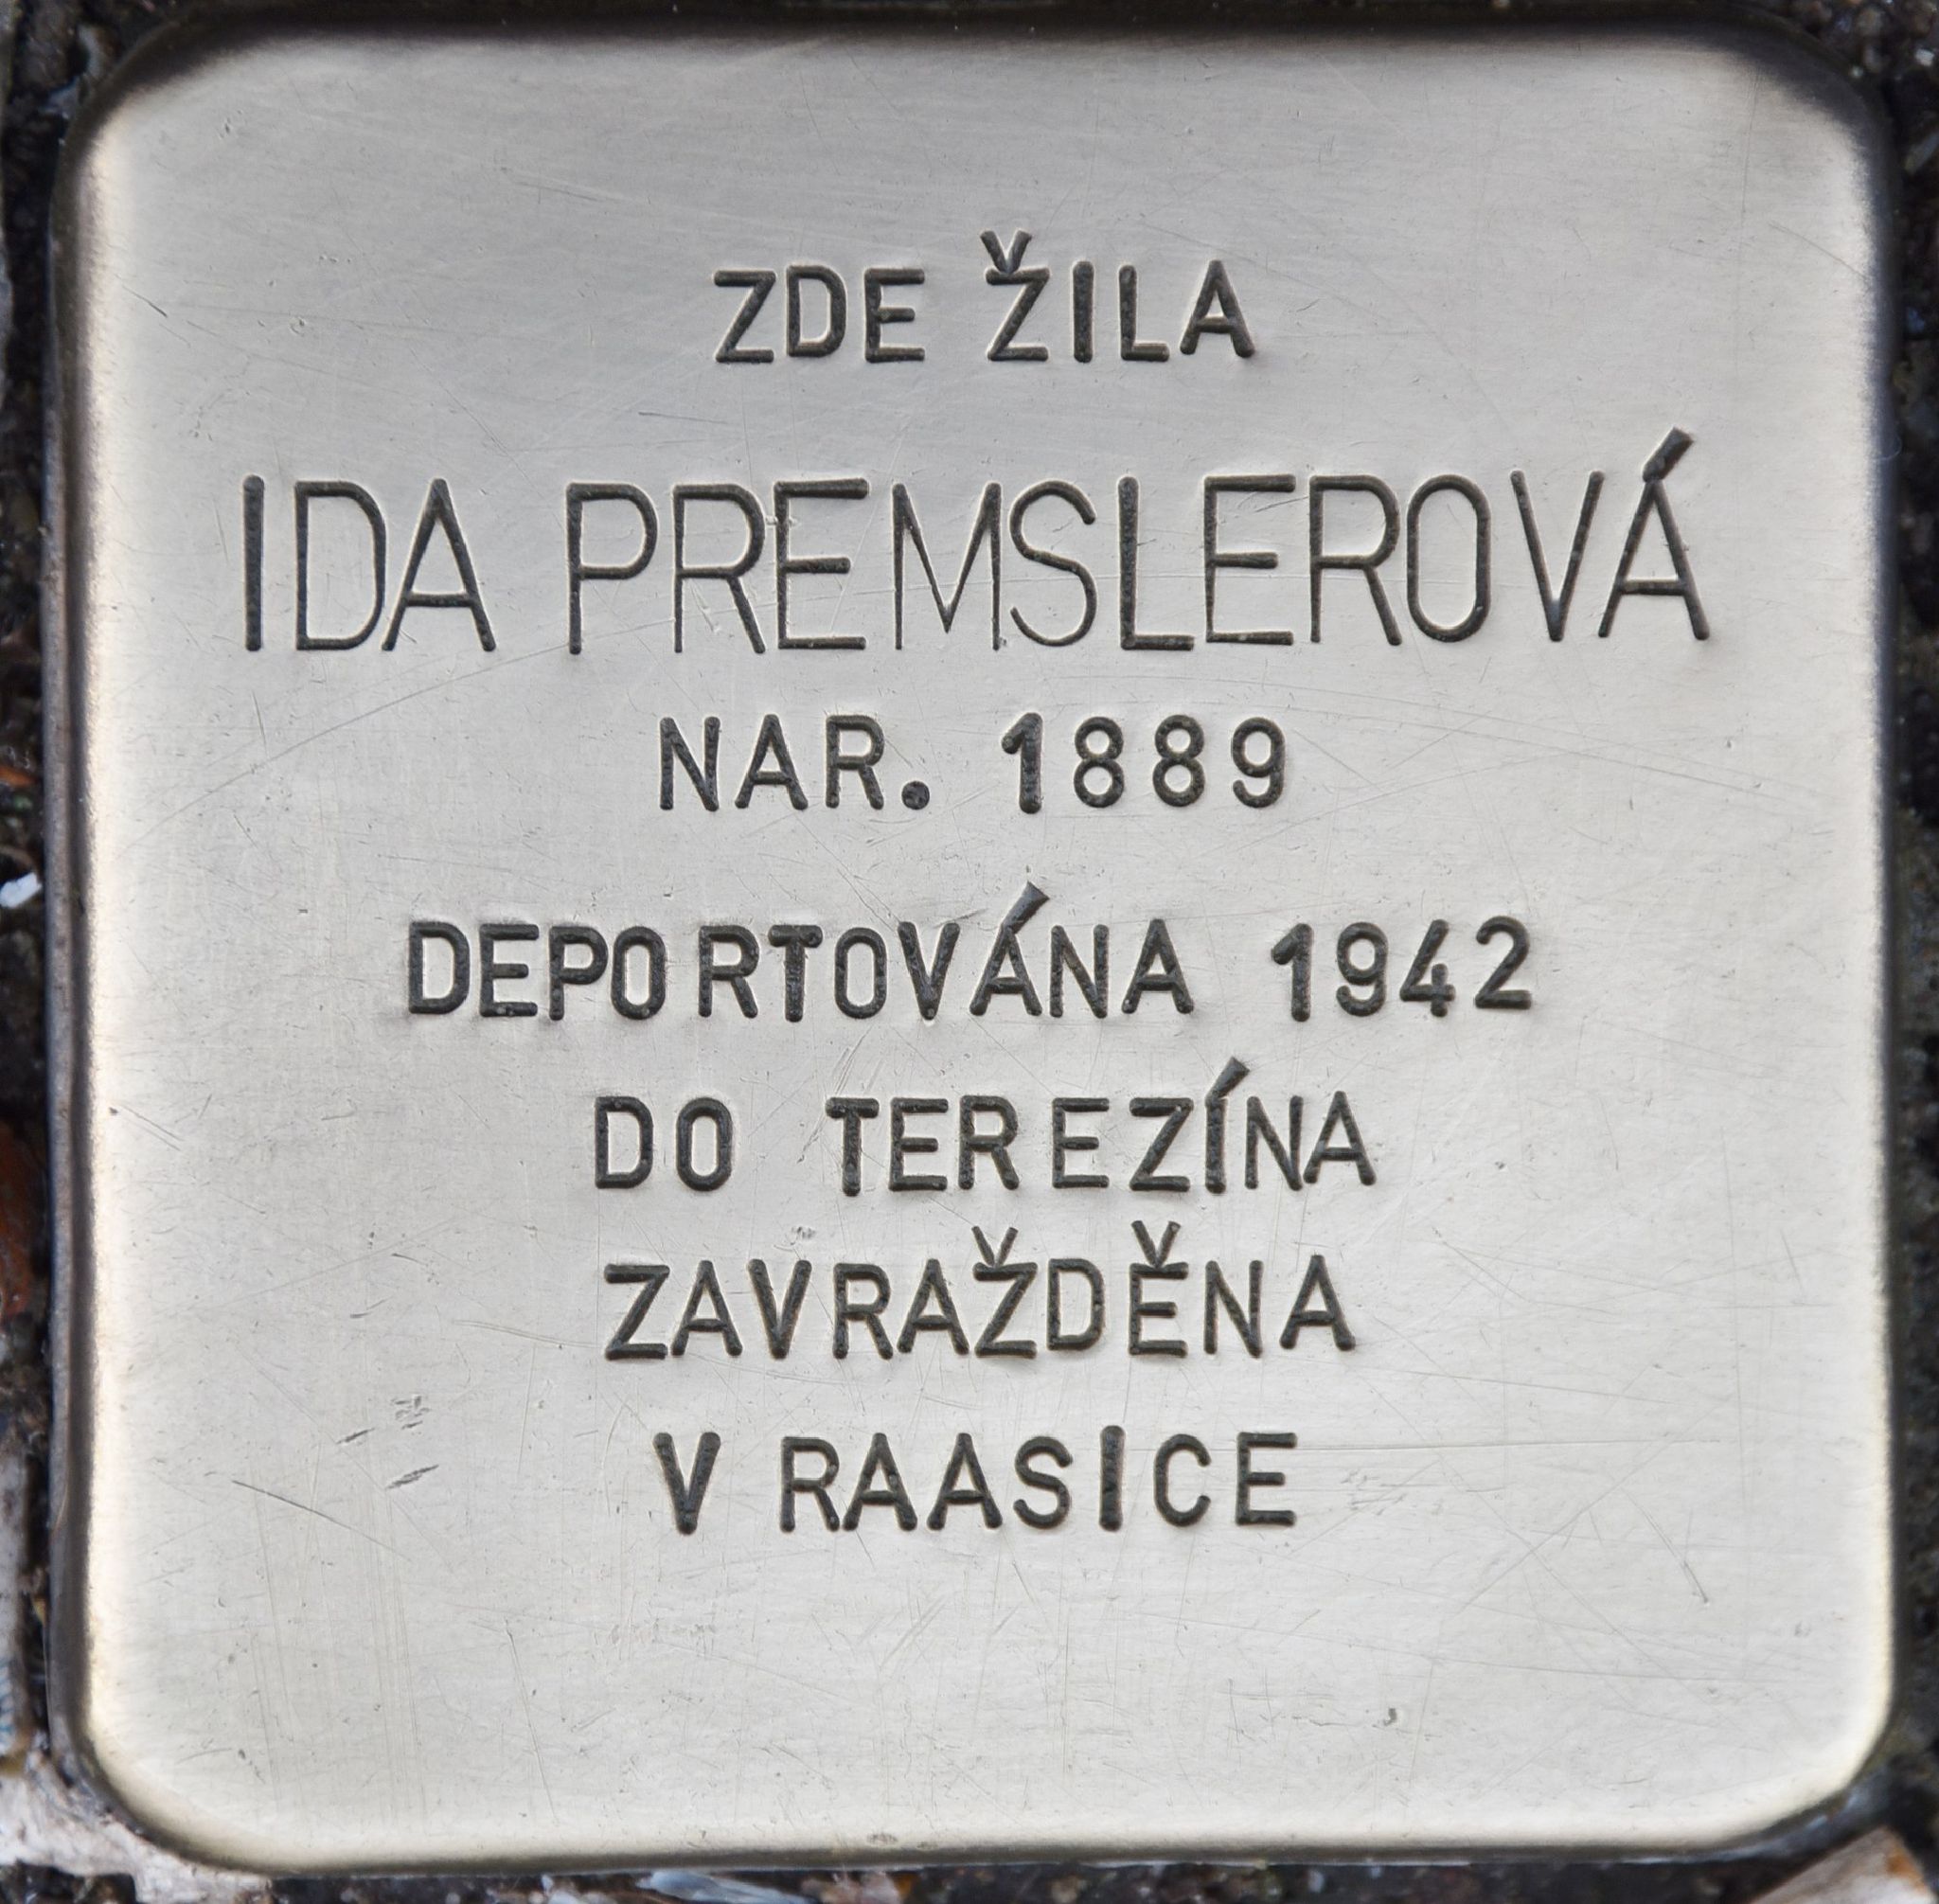 ZDE ŽILA
IDA PREMSLEROVÁ
NAR. 1889
DEPORTOVÁNA 1942
DO TEREZÍNA
ZAVRAŽDĚNA
V RAASICE